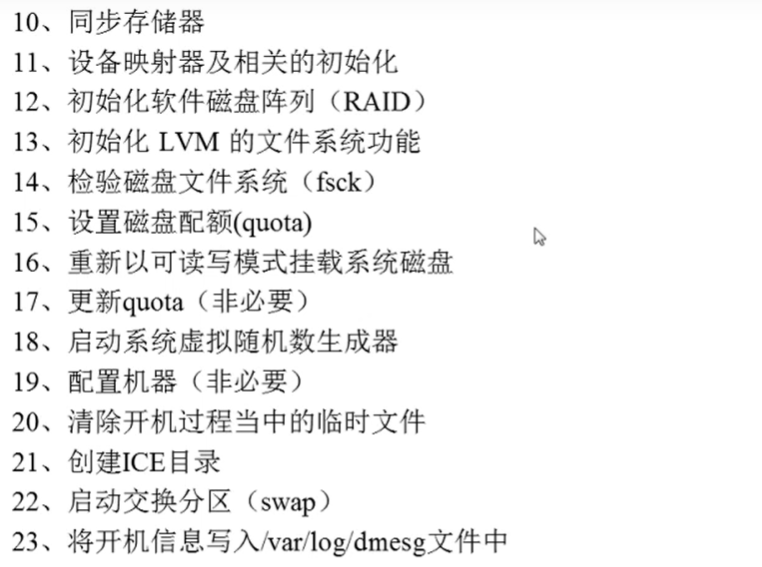 10、同步存储器
11、设备映射器及相关的初始化
12、初始化软件磁盘阵列（RAID）
13、初始化 LVM 的文件系统功能
14、检验磁盘文件系统（fsck）
15、设置磁盘配额(quota)
16、重新以可读写模式挂载系统磁盘
17、更新quota（非必要）
18、启动系统虚拟随机数生成器
19、配置机器（非必要）
20、清除开机过程当中的临时文件
21、创建ICE目录
22、启动交换分区（swap）
23、将开机信息写入/var/log/dmesg文件中